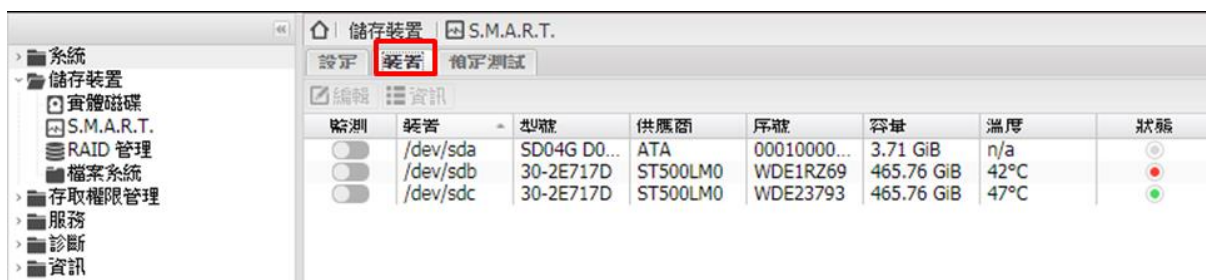 儲存裝置 | S.M.A.R.T.
系統
儲存裝置
實體磁碟
S.M.A.R.T.
RAID 管理
檔案系統
存取權限管理
服務
診斷
資訊
設定 裝置 預定測試
編輯 資訊
監測 裝置 型號 供應商 序號 容量 溫度 狀態
/dev/sda SD04G D0... ATA 00010000... 3.71 GiB n/a
/dev/sdb 30-2E717D ST500LM0 WDE1RZ69 465.76 GiB 42°C
/dev/sdc 30-2E717D ST500LM0 WDE23793 465.76 GiB 47°C